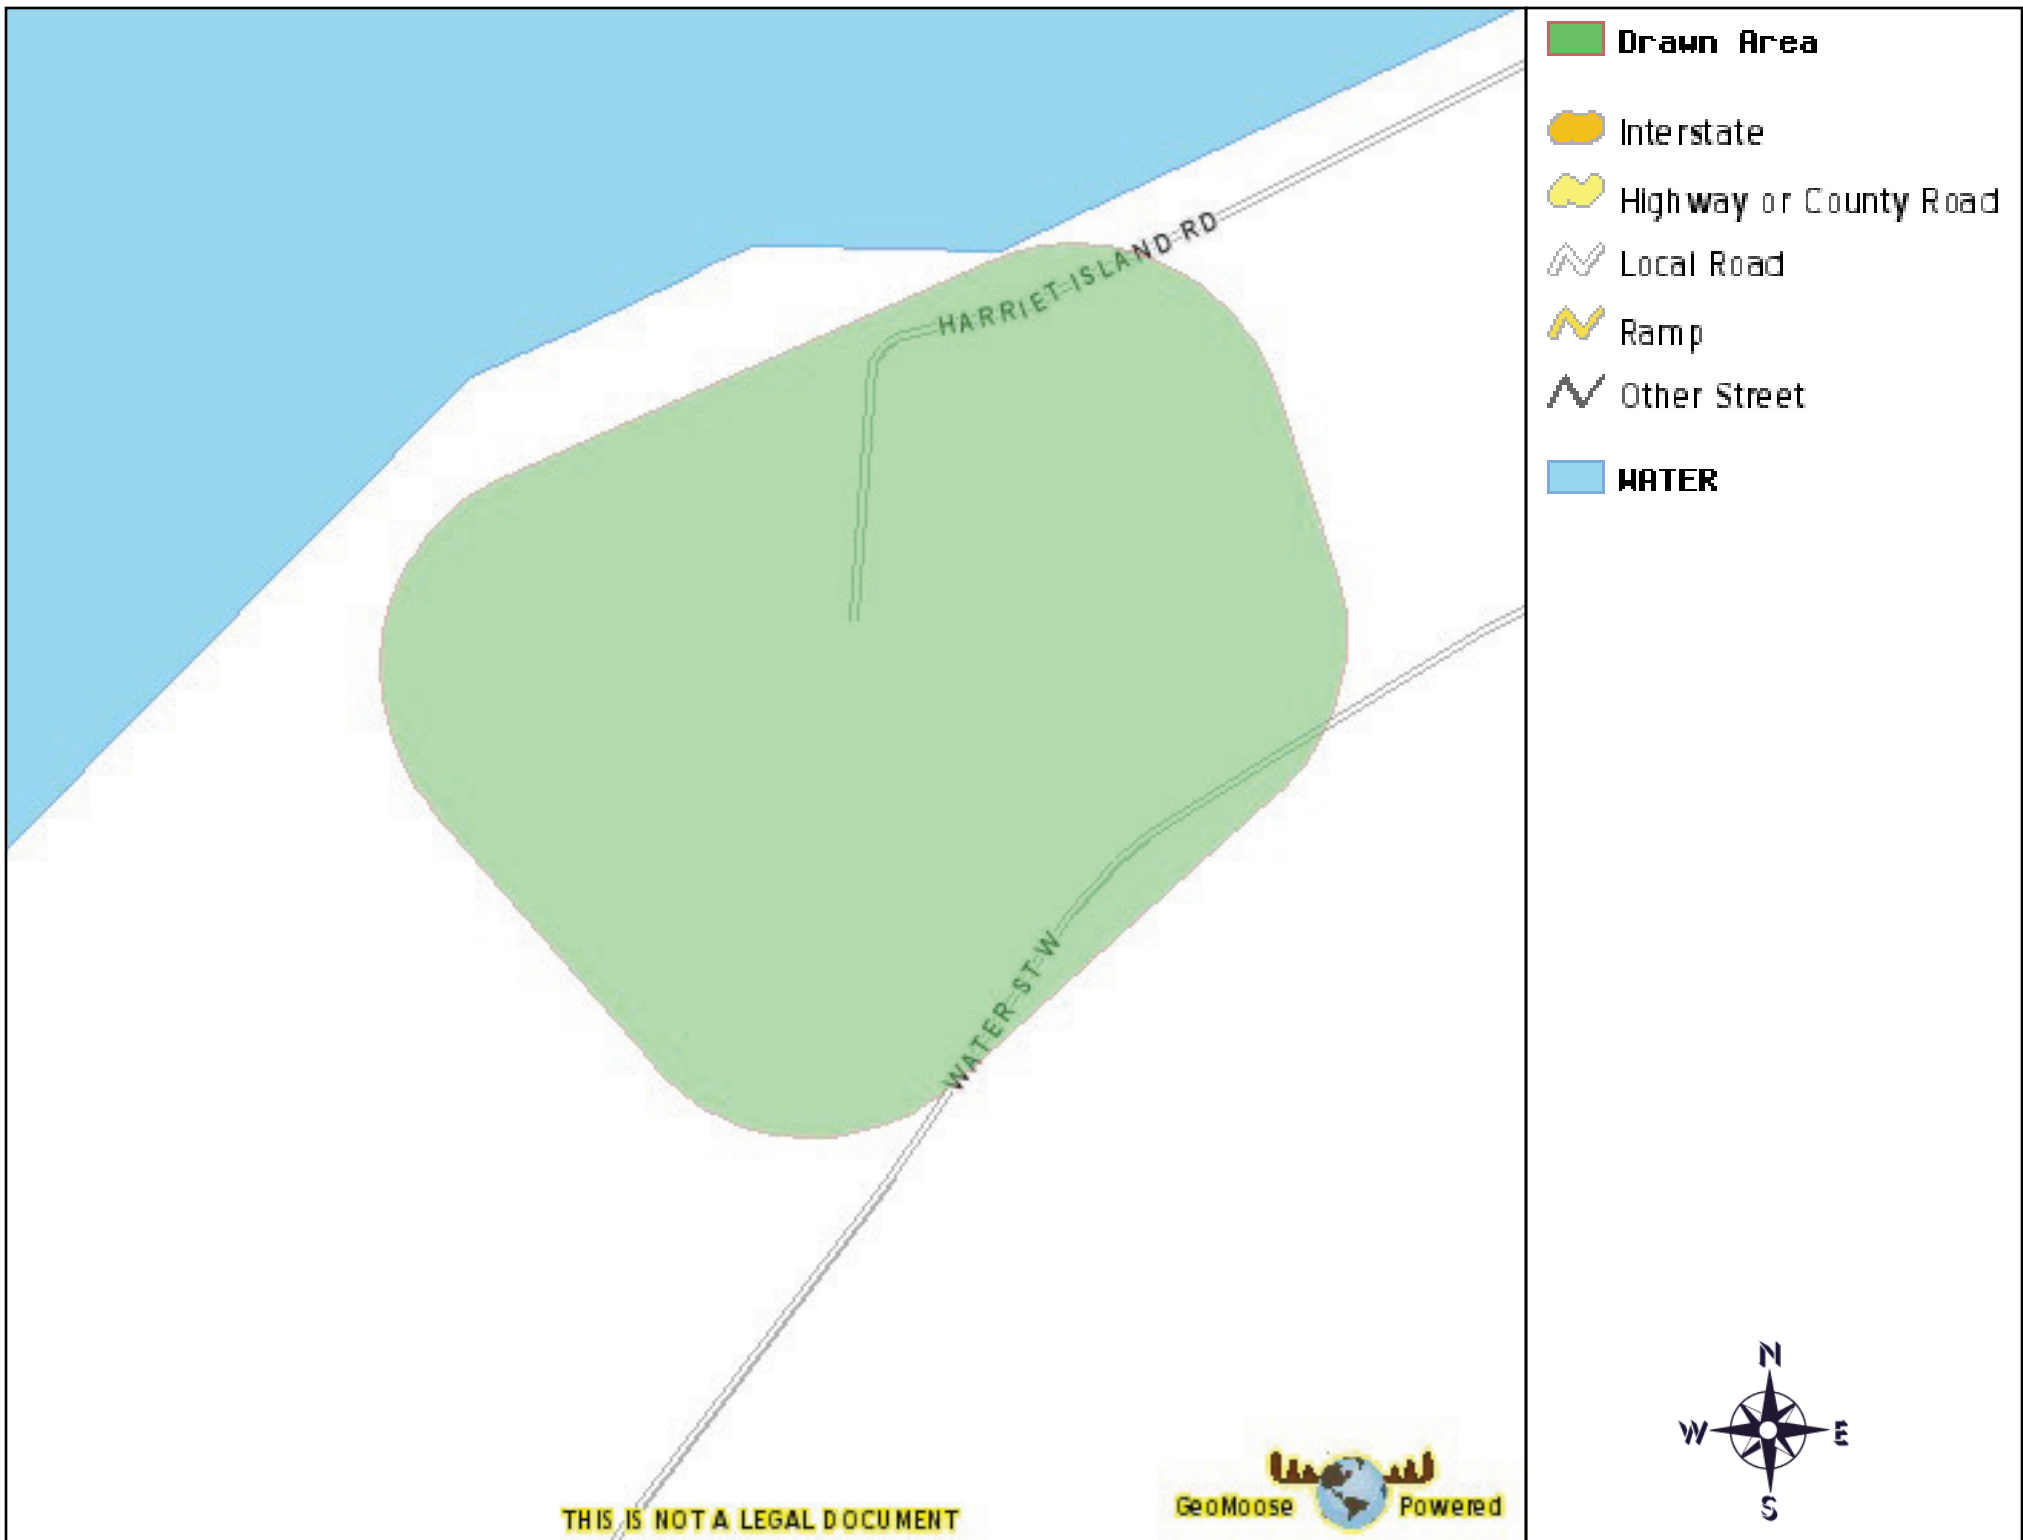 Drawn Area
Interstate
Highway or County Road
Local Road
Ramp
Other Street
WATER
HARRIET ISLAND RD
WATER ST W
N
W E
S
THIS IS NOT A LEGAL DOCUMENT
GeoMoose Powered